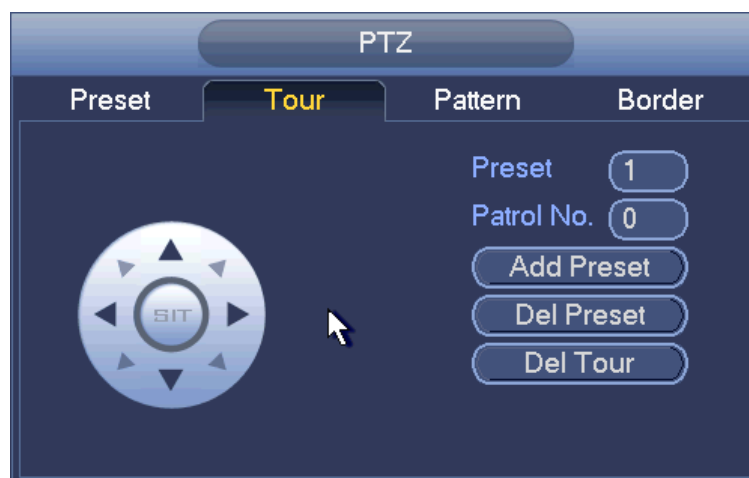 PTZ
Preset Tour Pattern Border
Preset 1
Patrol No. 0
Add Preset
SIT Del Preset
Del Tour